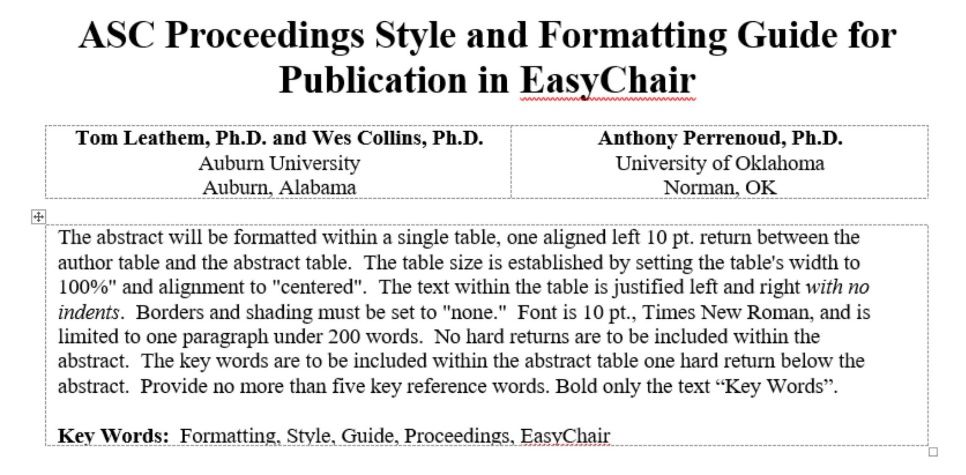 ASC Proceedings Style and Formatting Guide for
Publication in EasyChair
Tom Leathem, Ph.D. and Wes Collins, Ph.D.
Auburn University
Auburn, Alabama
Anthony Perrenoud, Ph.D.
University of Oklahoma
Norman, OK
The abstract will be formatted within a single table, one aligned left 10 pt. return between the
author table and the abstract table.  The table size is established by setting the table's width to
100%" and alignment to "centered".  The text within the table is justified left and right with no
indents.  Borders and shading must be set to "none."  Font is 10 pt., Times New Roman, and is
limited to one paragraph under 200 words.  No hard returns are to be included within the
abstract.  The key words are to be included within the abstract table one hard return below the
abstract.  Provide no more than five key reference words. Bold only the text “Key Words”.
Key Words:  Formatting, Style, Guide, Proceedings, EasyChair